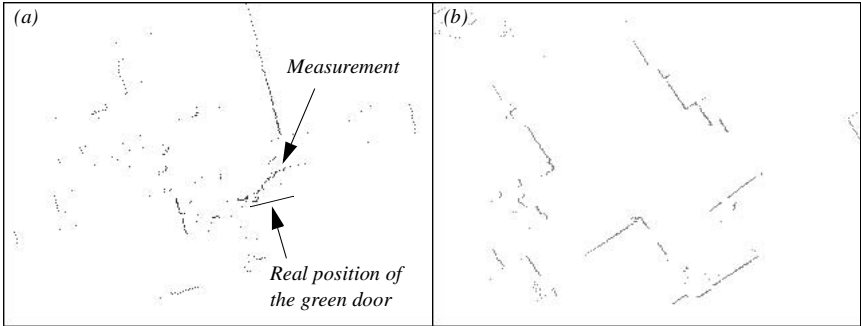 (a)
Measurement
Real position of
the green door
(b)